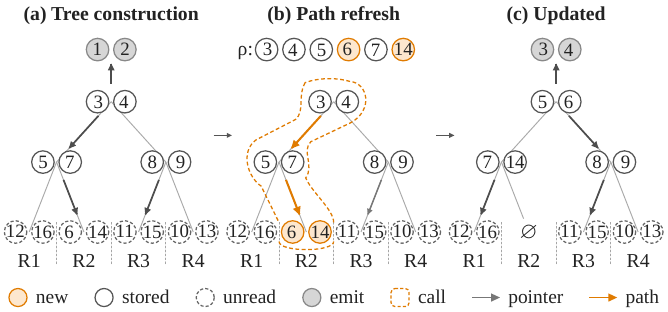 (a) Tree construction (b) Path refresh (c) Updated
1 2 ρ: 3 4 5 6 7 14 3 4
3 4 3 4 5 6
5 7 8 9 5 7 8 9 7 14 8 9
12 16 6 14 11 15 10 13 12 16 6 14 11 15 10 13 12 16 ∅ 11 15 10 13
R1 R2 R3 R4 R1 R2 R3 R4 R1 R2 R3 R4
new stored unread emit call pointer path